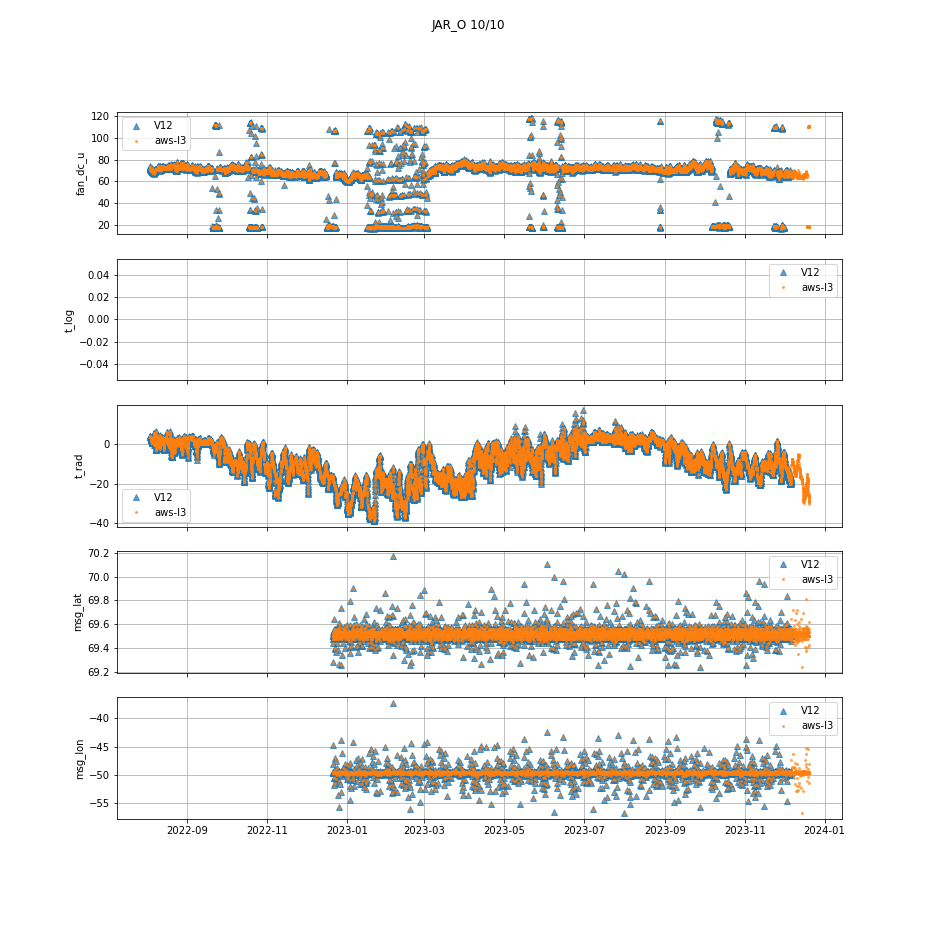 JAR_O 10/10
120
100
80
60
40
20
fan_dc_u
V12
aws-l3
0.04
0.02
0.00
−0.02
−0.04
t_log
V12
aws-l3
0
−20
−40
t_rad
V12
aws-l3
70.2
70.0
69.8
69.6
69.4
69.2
msg_lat
V12
aws-l3
−40
−45
−50
−55
msg_lon
V12
aws-l3
2022-09 2022-11 2023-01 2023-03 2023-05 2023-07 2023-09 2023-11 2024-01